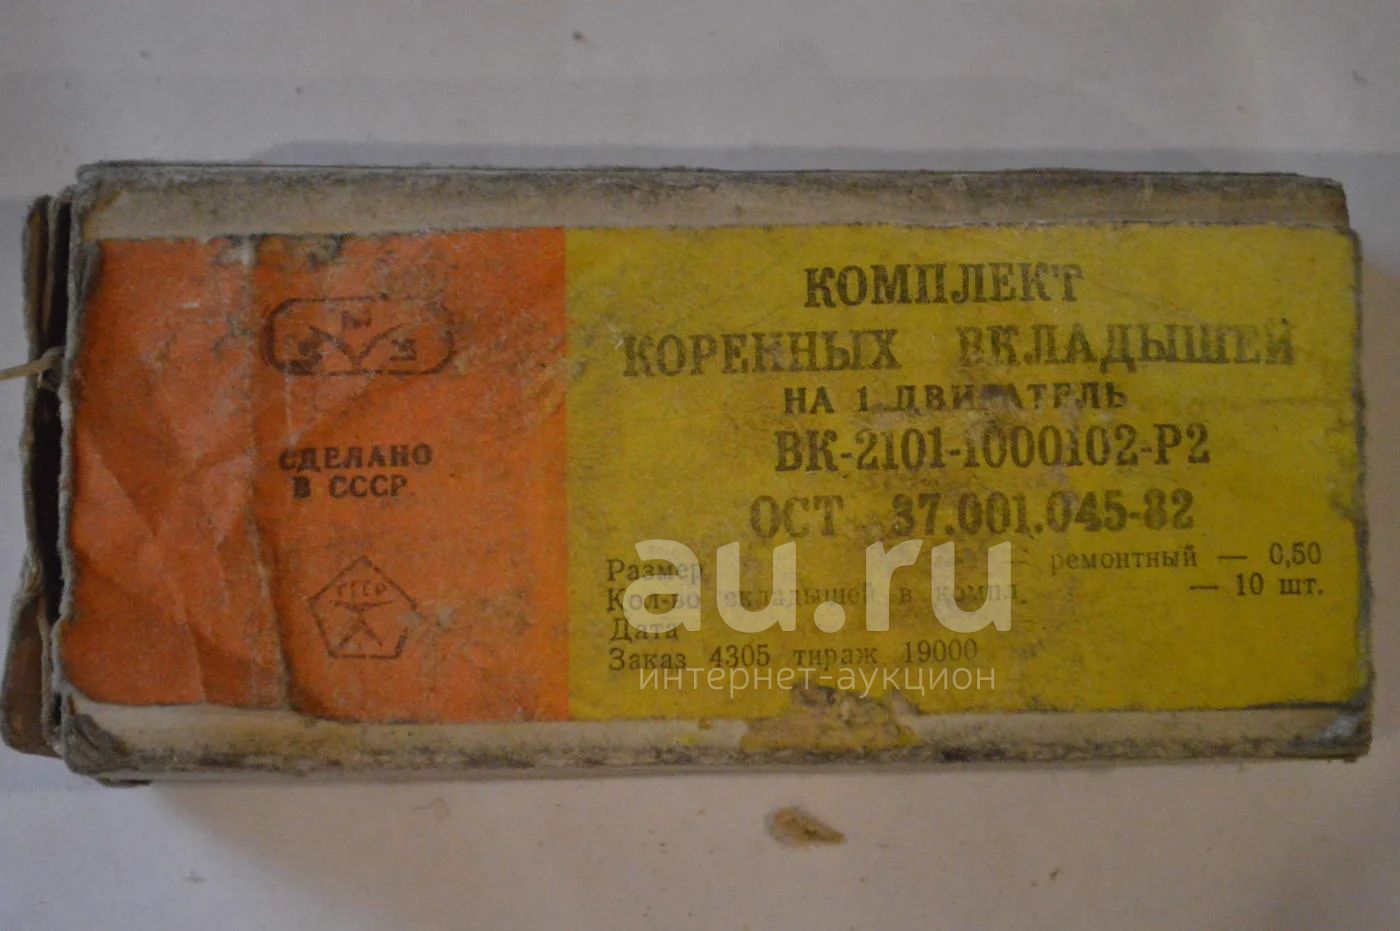 СДЕЛАНО
В СССР
КОМПЛЕКТ
КОРЕННЫХ ВКЛАДЫШЕЙ
НА 1 ДВИГАТЕЛЬ
ВК-2101-1000102-Р2
ОСТ 37.001.045-82
Размер — ремонтный — 0,50
Кол-во вкладышей в компл. — 10 шт.
Дата
Заказ 4305 тираж 19000
au.ru
интернет-аукцион